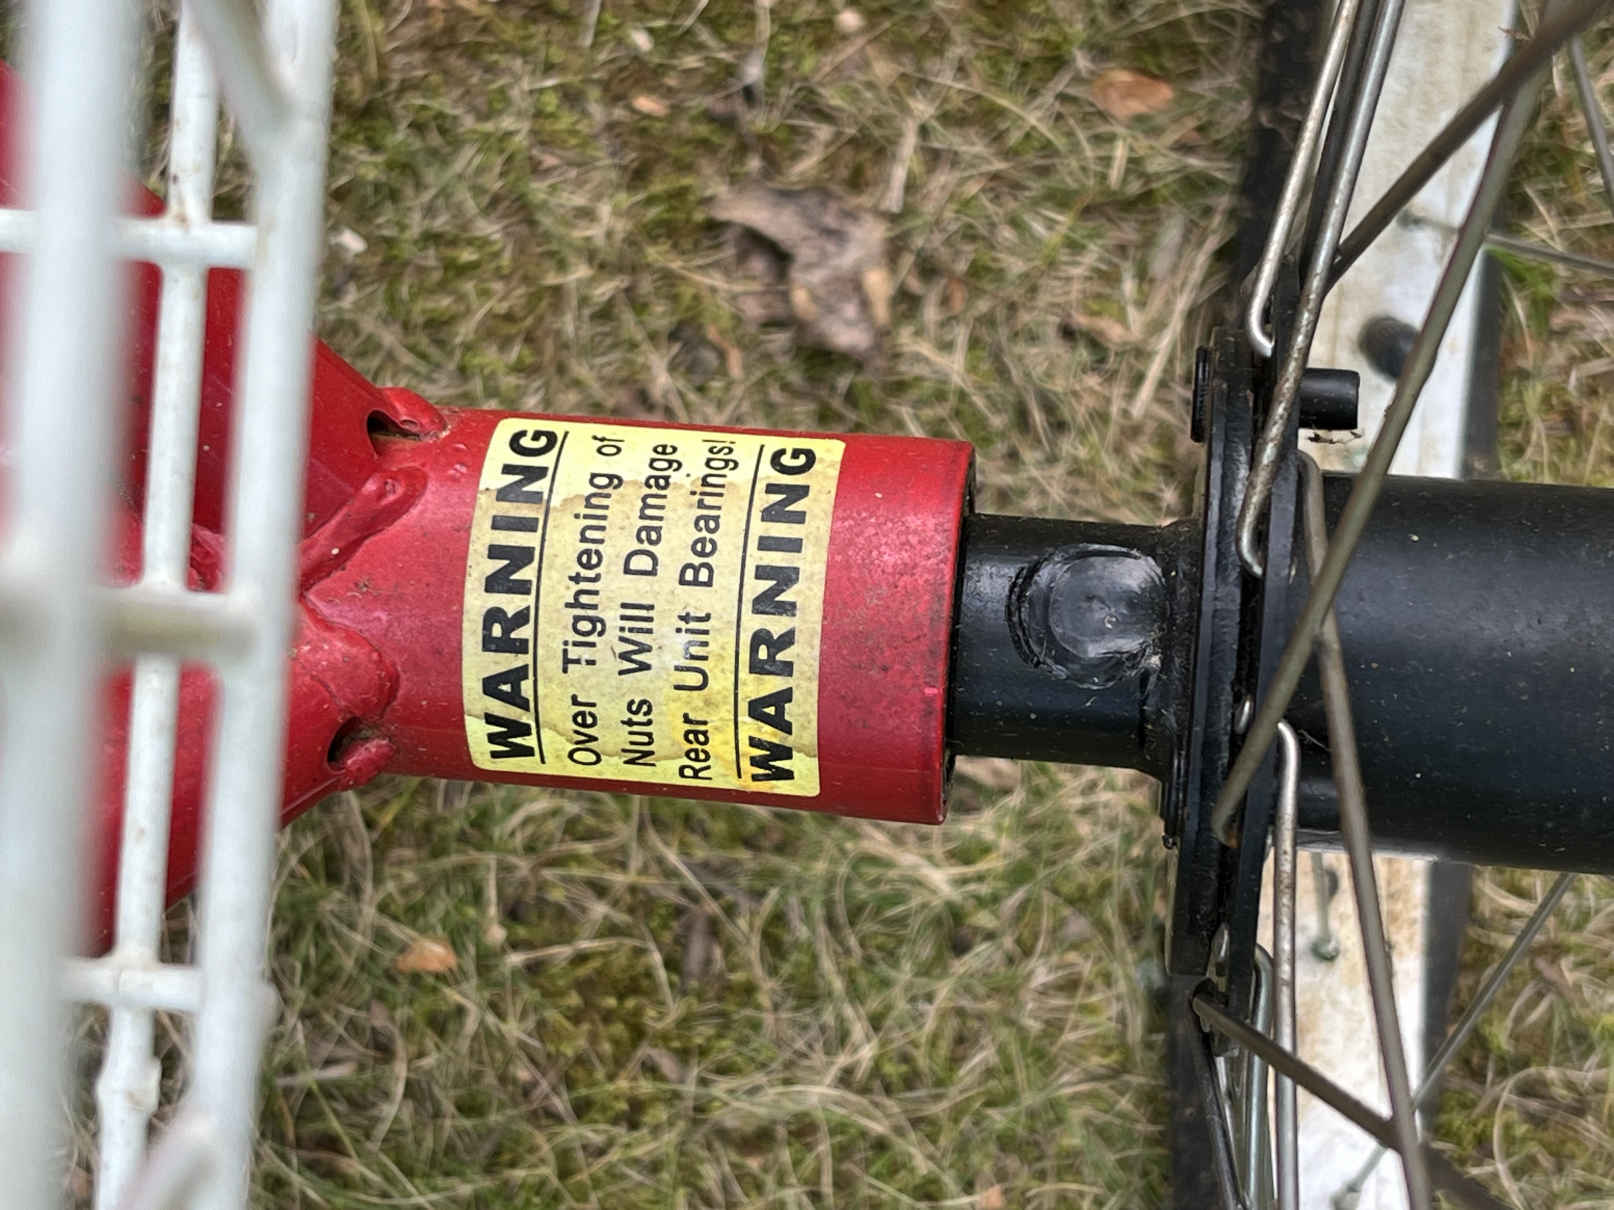 WARNING
Over Tightening of
Nuts Will Damage
Rear Unit Bearings!
WARNING